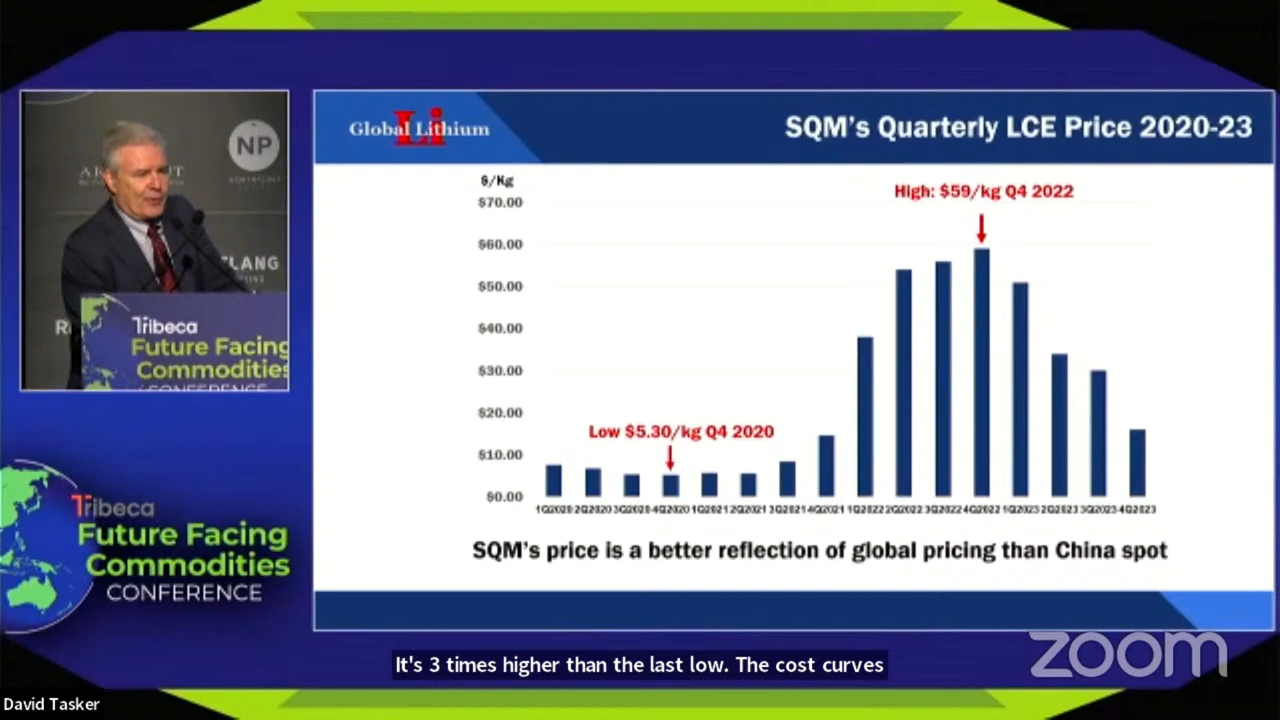 Global Lithium
Li
SQM's Quarterly LCE Price 2020-23
$/Kg
$70.00
$60.00
$50.00
$40.00
$30.00
$20.00
$10.00
$0.00
High: $59/kg Q4 2022
Low $5.30/kg Q4 2020
1Q2020 2Q2020 3Q2020 4Q2020 1Q2021 2Q2021 3Q2021 4Q2021 1Q2022 2Q2022 3Q2022 4Q2022 1Q2023 2Q2023 3Q2023 4Q2023
SQM's price is a better reflection of global pricing than China spot
NP
LANG
Tribeca
Future Facing
Commodities
CONFERENCE
Tribeca
Future Facing
Commodities
CONFERENCE
It's 3 times higher than the last low. The cost curves
zoom
David Tasker